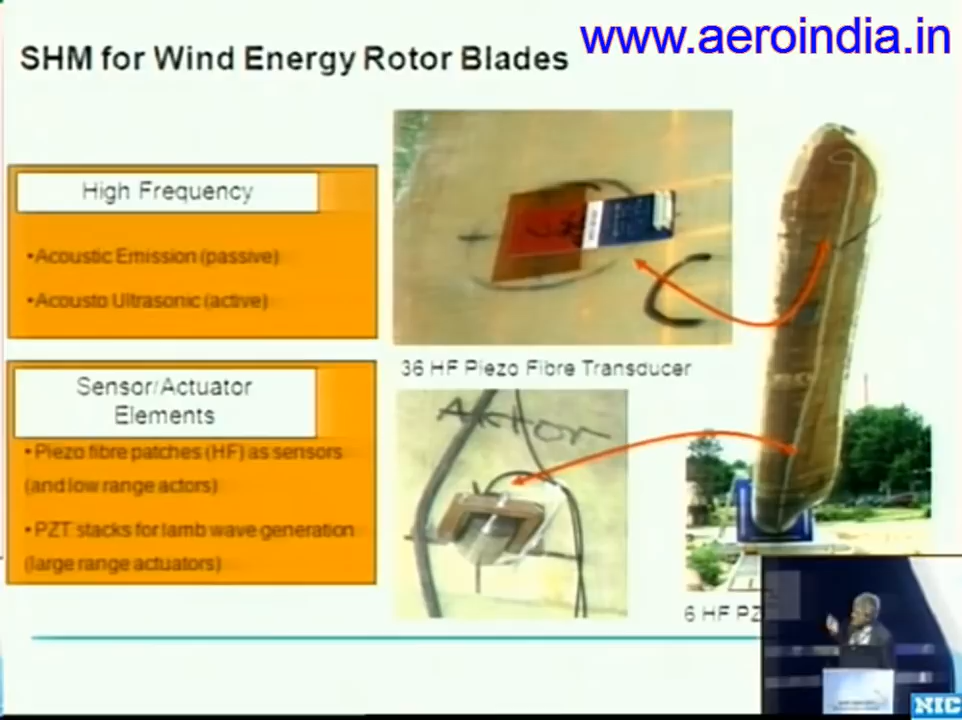 www.aeroindia.in
SHM for Wind Energy Rotor Blades
High Frequency
•Acoustic Emission (passive)
•Acousto Ultrasonic (active)
36 HF Piezo Fibre Transducer
Sensor/Actuator
Elements
•Piezo fibre patches (HF) as sensors
(and low range actors)
•PZT stacks for lamb wave generation
(large range actuators)
Aktor
6 HF PZ
NIC